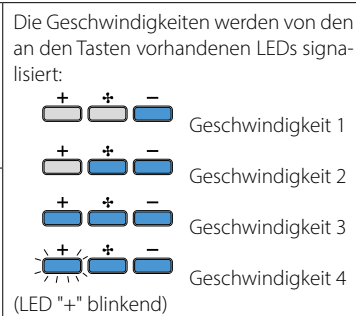 Die Geschwindigkeiten werden von den
an den Tasten vorhandenen LEDs signa-
lisiert:
+ ✣ −
Geschwindigkeit 1
+ ✣ −
Geschwindigkeit 2
+ ✣ −
Geschwindigkeit 3
+ ✣ −
Geschwindigkeit 4
(LED "+" blinkend)